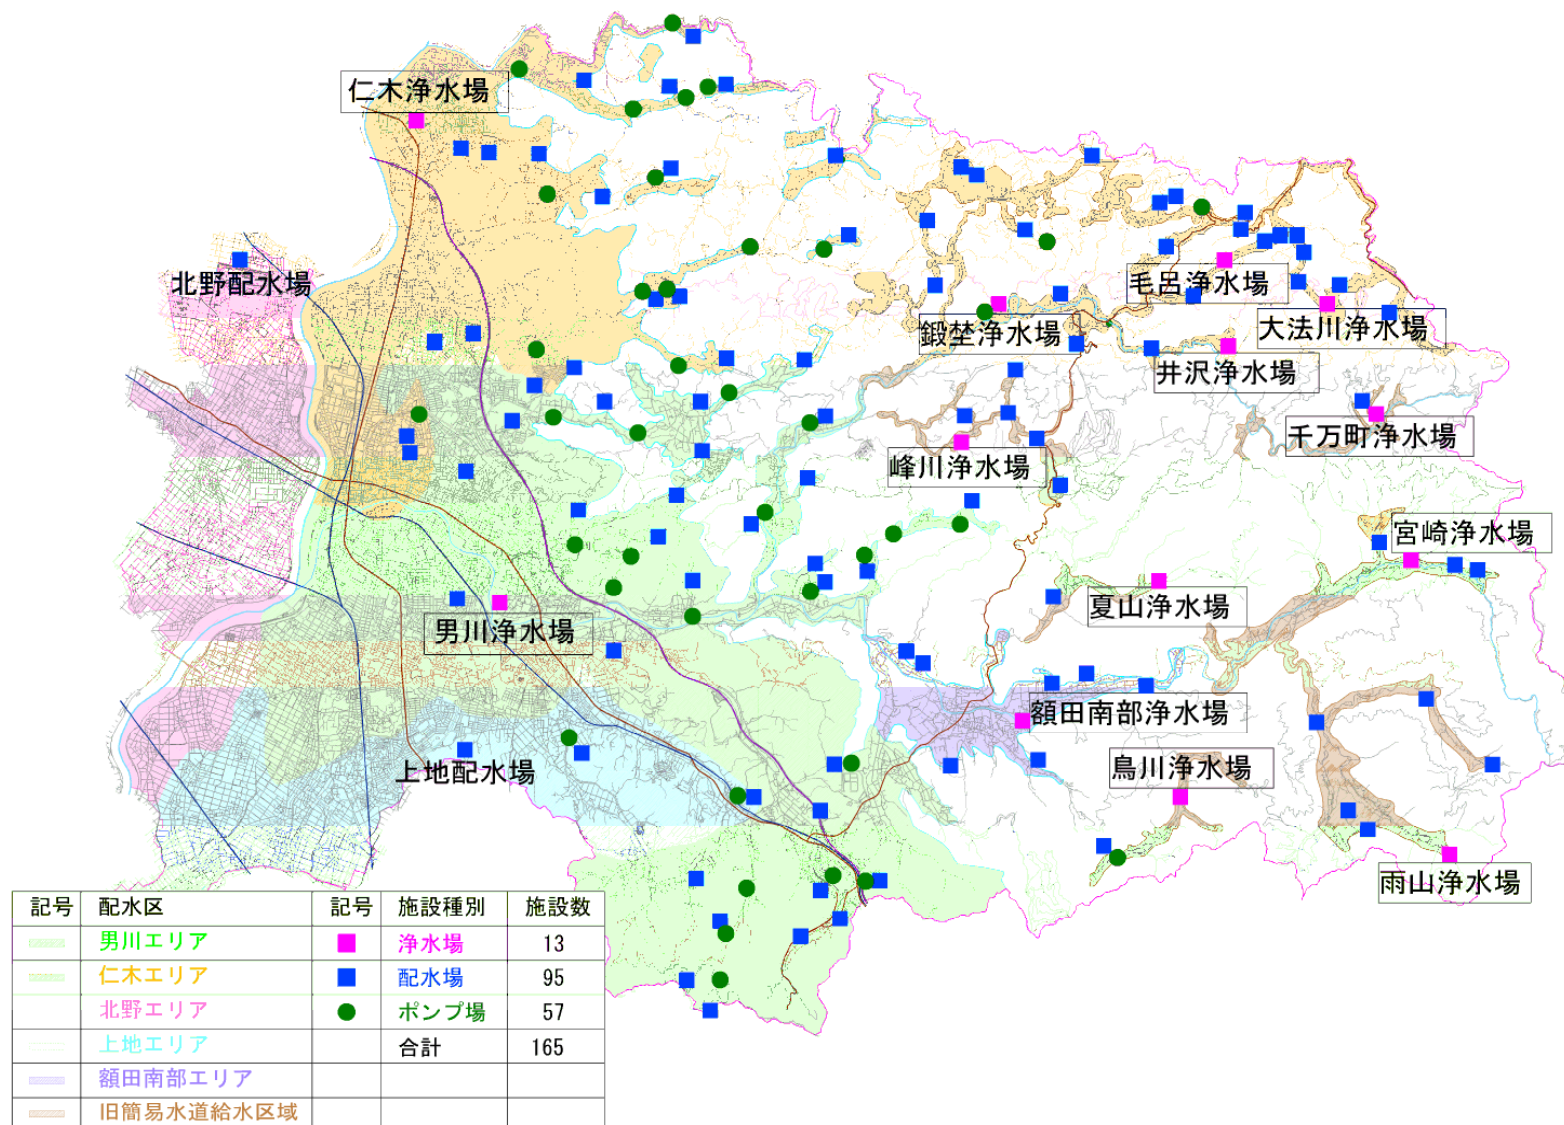 仁木浄水場
北野配水場
毛呂浄水場
鍛埜浄水場
大法川浄水場
井沢浄水場
千万町浄水場
峰川浄水場
宮崎浄水場
夏山浄水場
男川浄水場
額田南部浄水場
上地配水場
鳥川浄水場
雨山浄水場
記号 配水区 記号 施設種別 施設数
男川エリア 浄水場 13
仁木エリア 配水場 95
北野エリア ポンプ場 57
上地エリア 合計 165
額田南部エリア
旧簡易水道給水区域